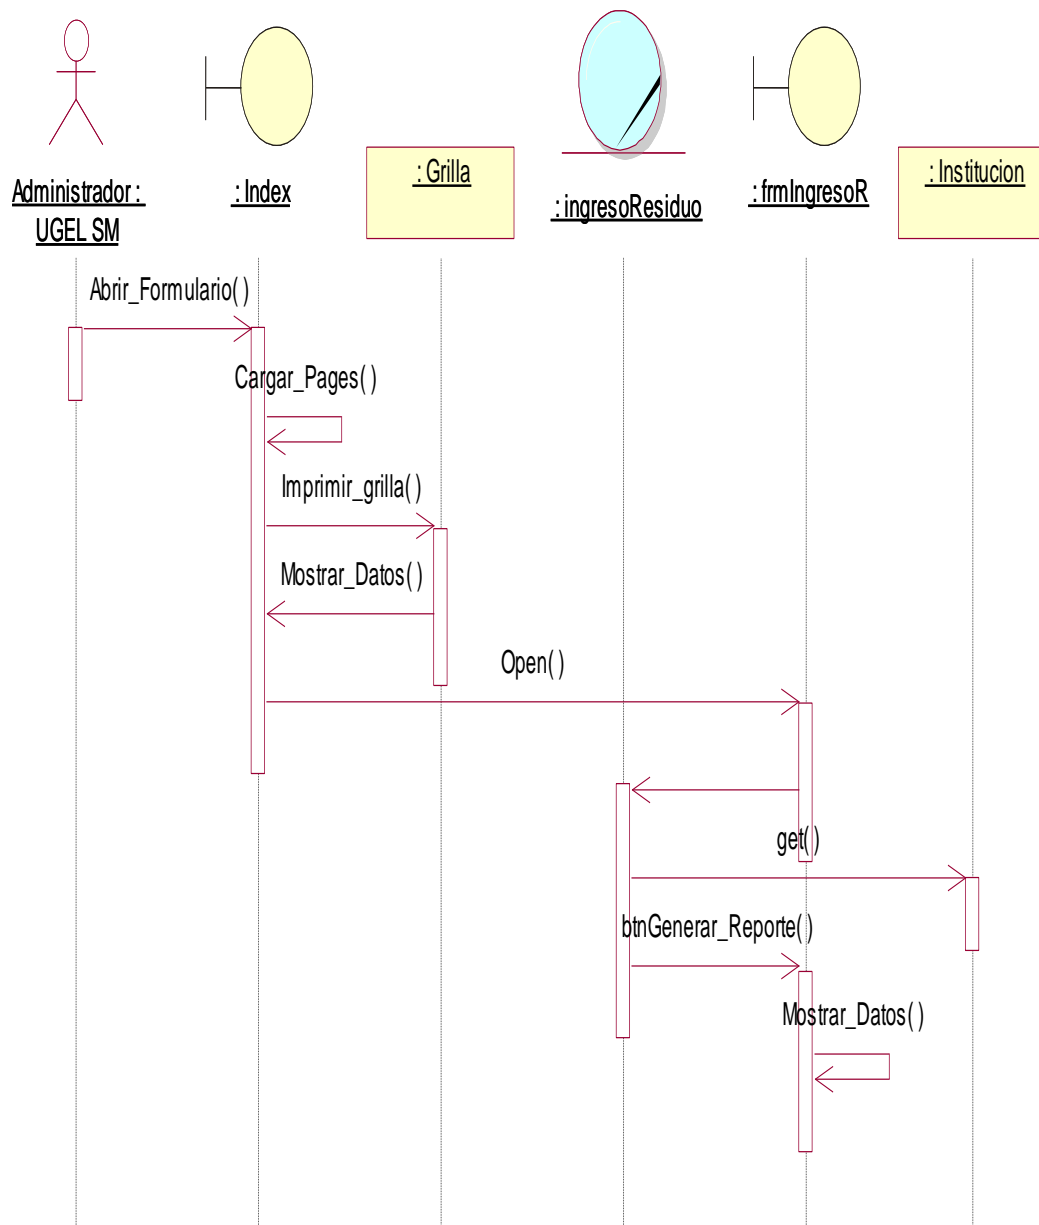 Administrador :
UGEL SM
: Index
: Grilla
: ingresoResiduo
: frmIngresoR
: Institucion
Abrir_Formulario( )
Cargar_Pages( )
Imprimir_grilla( )
Mostrar_Datos( )
Open( )
get( )
btnGenerar_Reporte( )
Mostrar_Datos( )